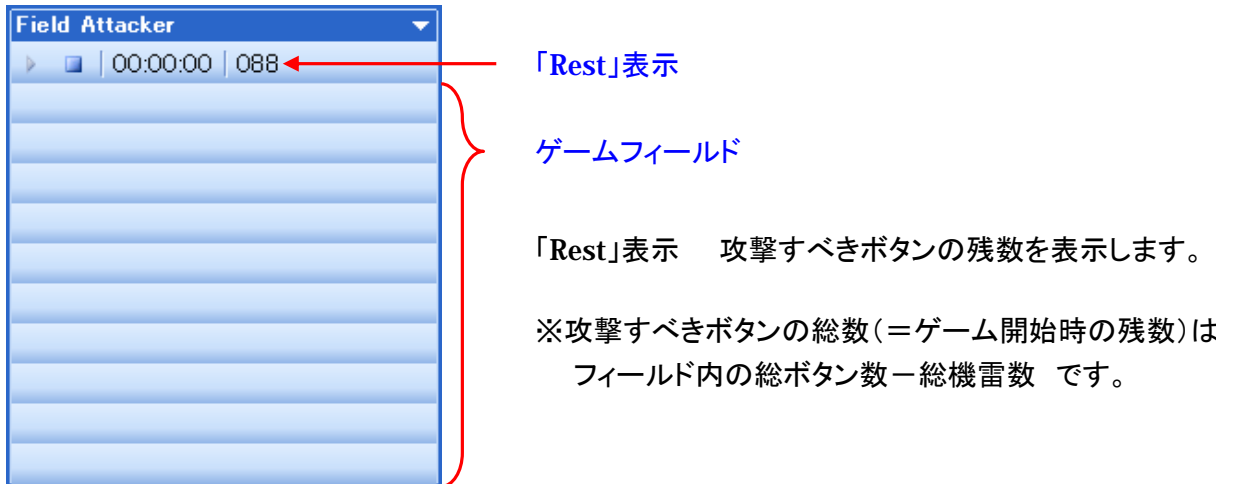 Field Attacker
00:00:00 088
「Rest」表示
ゲームフィールド
「Rest」表示　攻撃すべきボタンの残数を表示します。
※攻撃すべきボタンの総数（＝ゲーム開始時の残数）は
フィールド内の総ボタン数－総機雷数　です。